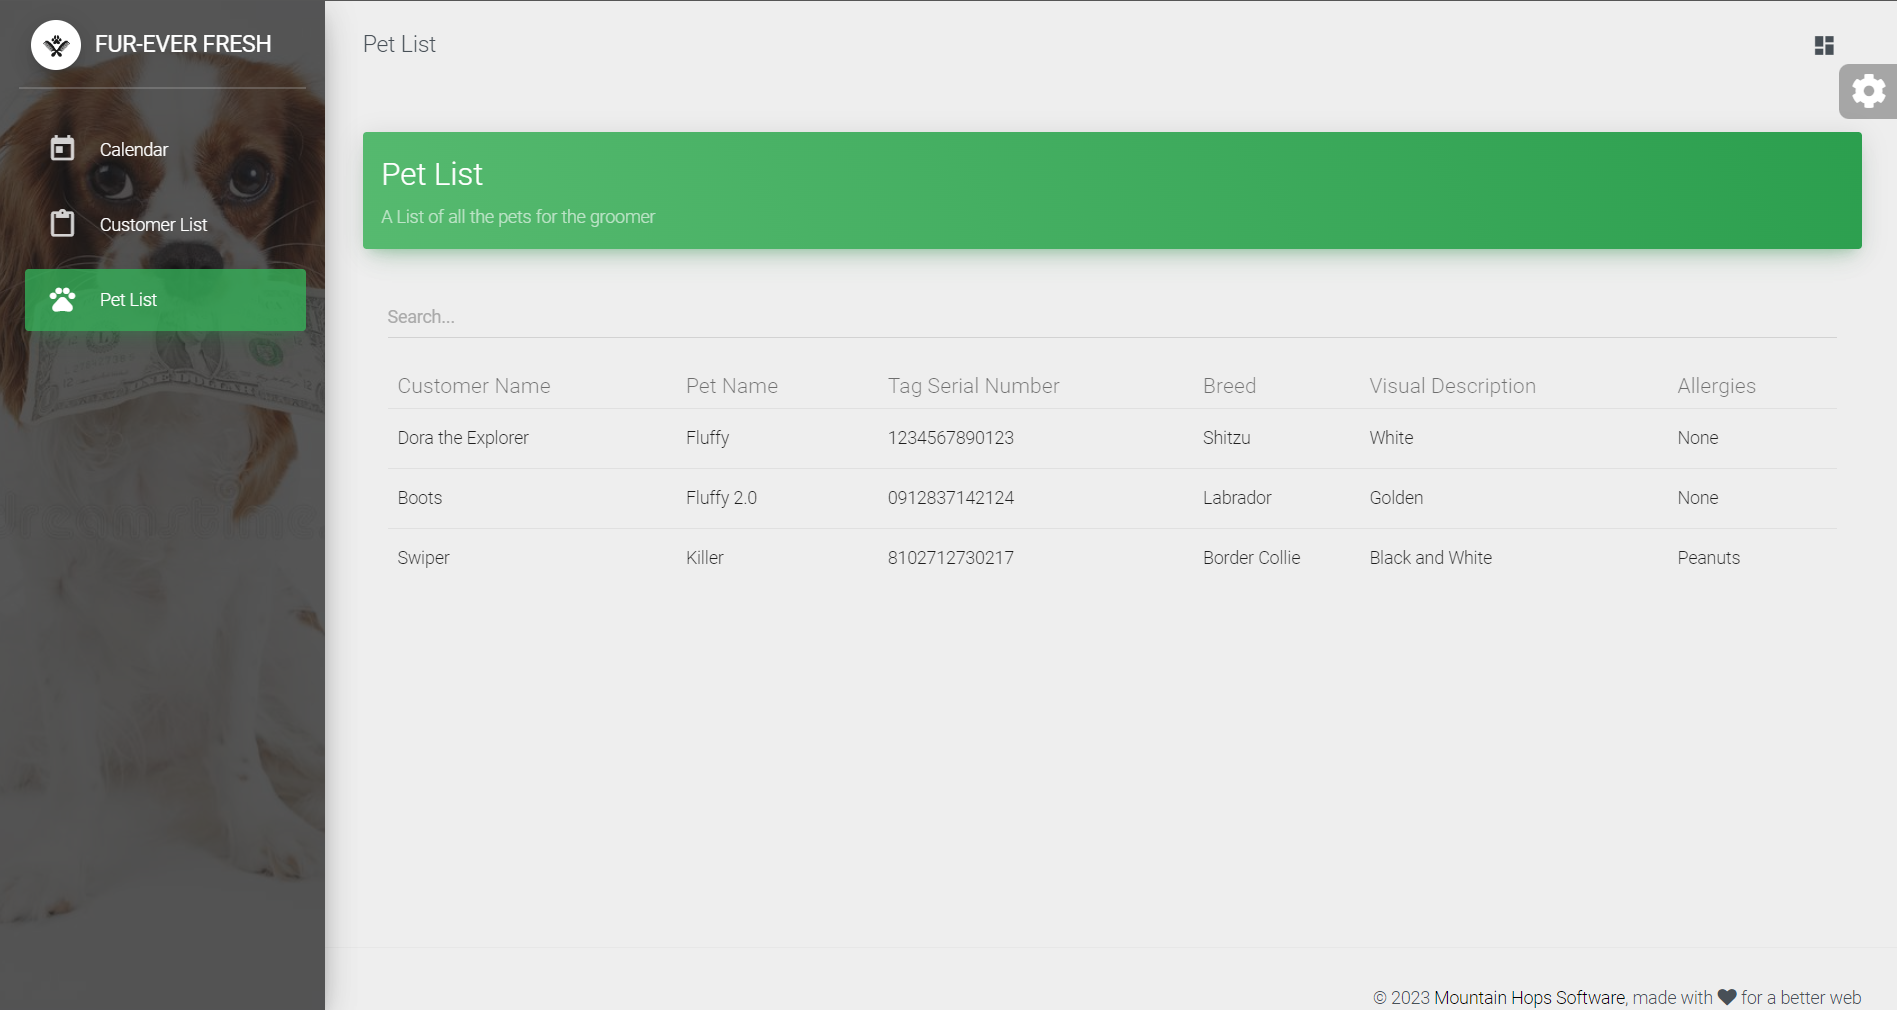 FUR-EVER FRESH
Calendar
Customer List
Pet List
Pet List
Pet List
A List of all the pets for the groomer
Search...
Customer Name Pet Name Tag Serial Number Breed Visual Description Allergies
Dora the Explorer Fluffy 1234567890123 Shitzu White None
Boots Fluffy 2.0 0912837142124 Labrador Golden None
Swiper Killer 8102712730217 Border Collie Black and White Peanuts
© 2023 Mountain Hops Software, made with ♥ for a better web